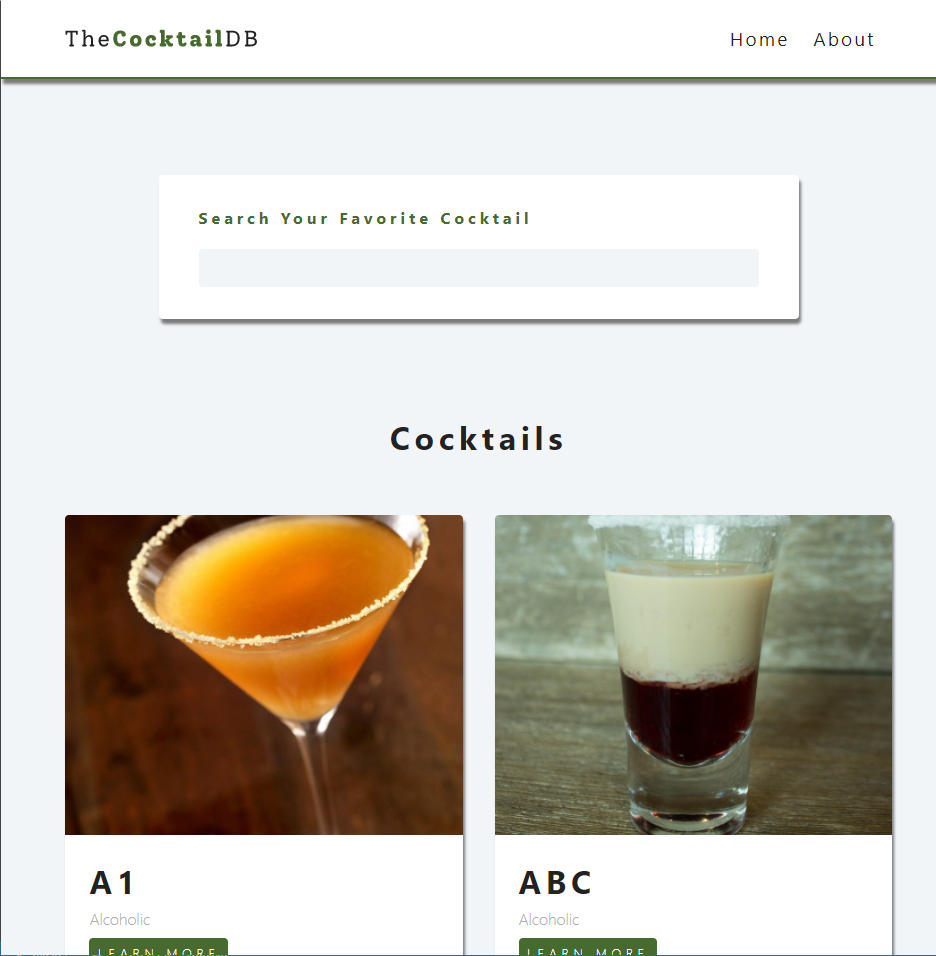 TheCocktailDB
Home About
Search Your Favorite Cocktail
Cocktails
A1
Alcoholic
LEARN MORE
ABC
Alcoholic
LEARN MORE